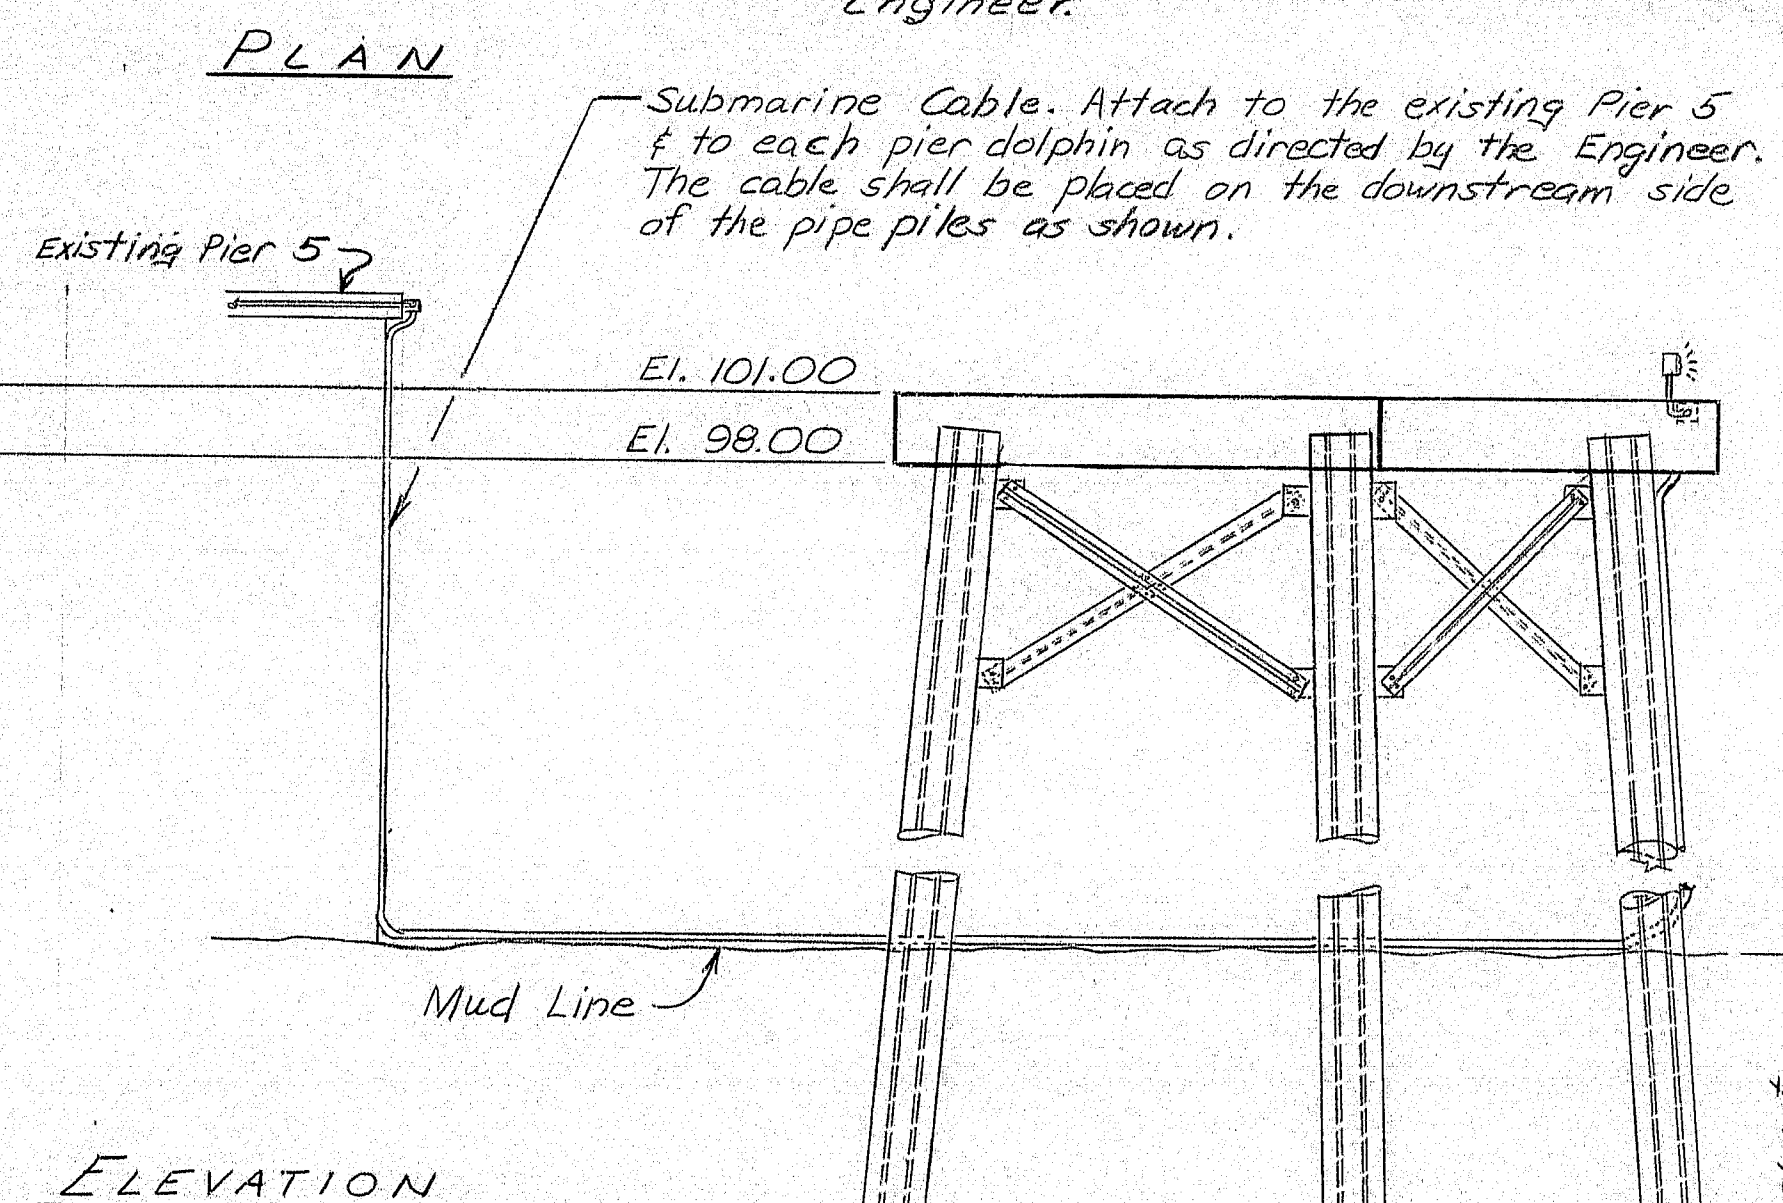 Engineer.
PLAN
Submarine Cable. Attach to the existing Pier 5
& to each pier dolphin as directed by the Engineer.
The cable shall be placed on the downstream side
of the pipe piles as shown.
Existing Pier 5
El. 101.00
El. 98.00
Mud Line
ELEVATION